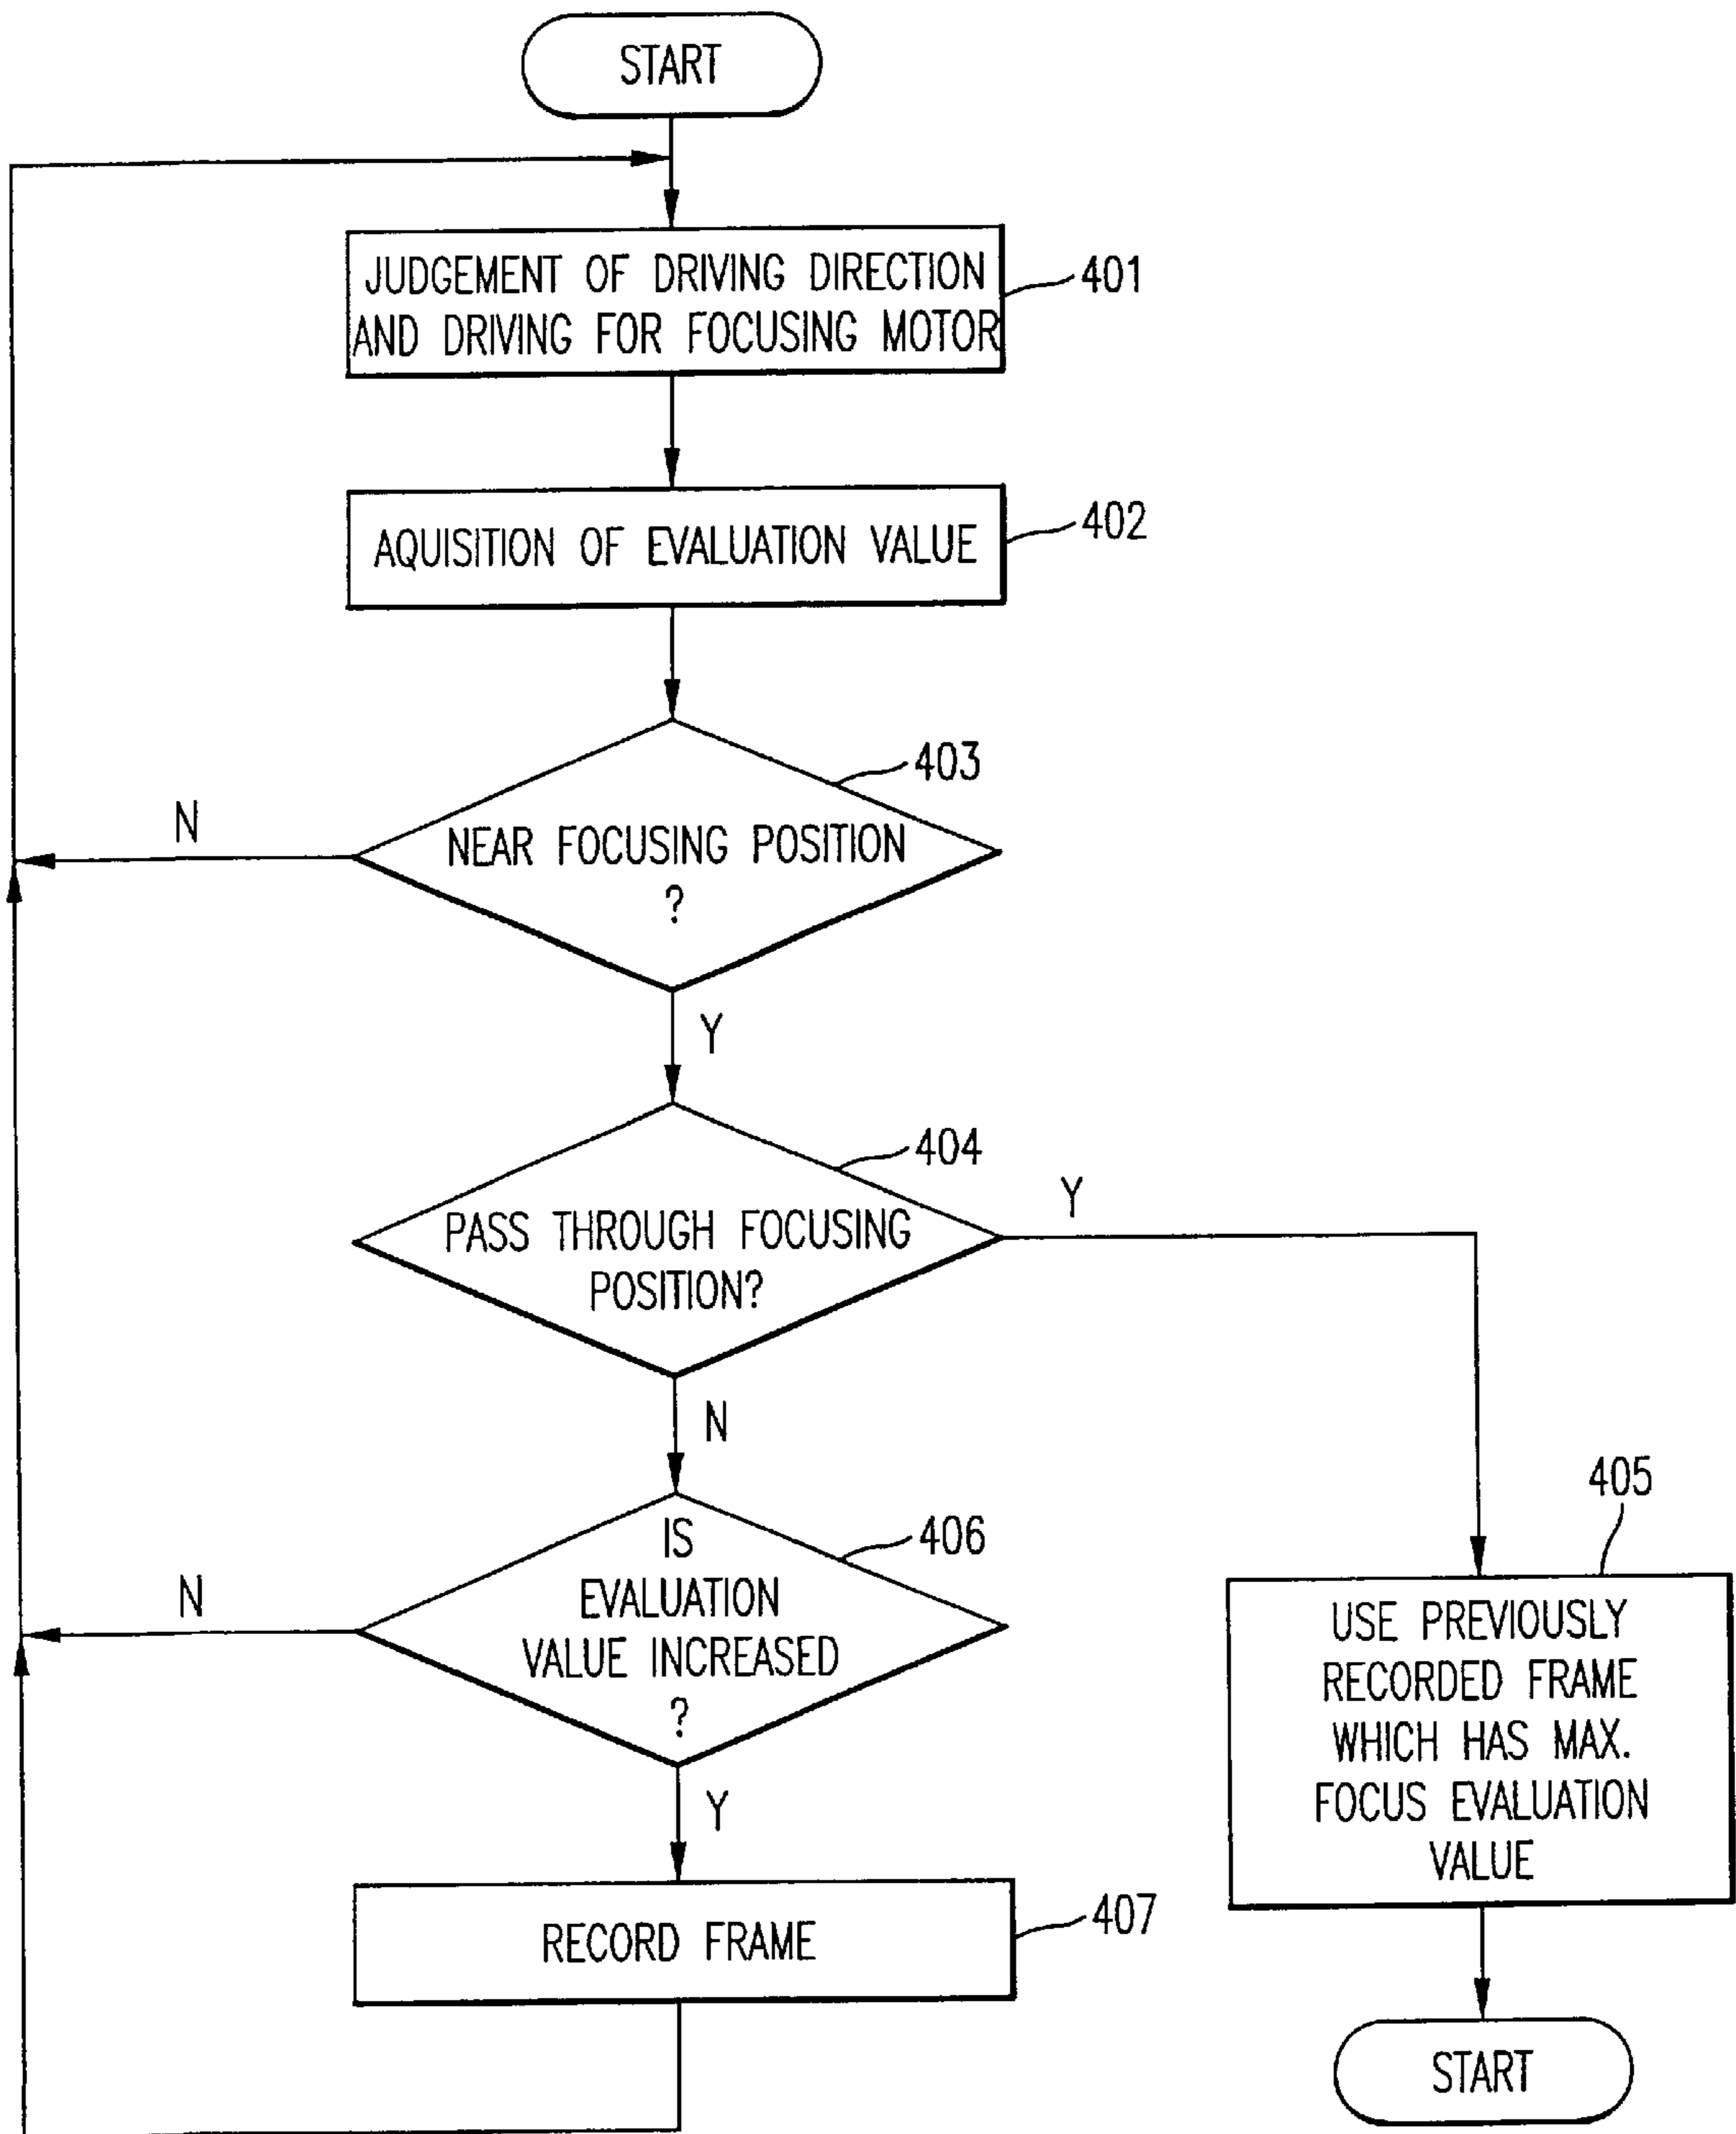 START
JUDGEMENT OF DRIVING DIRECTION
AND DRIVING FOR FOCUSING MOTOR
401
AQUISITION OF EVALUATION VALUE
402
403
NEAR FOCUSING POSITION
?
N
Y
404
PASS THROUGH FOCUSING
POSITION?
Y
N
406
IS
EVALUATION
VALUE INCREASED
?
N
Y
405
USE PREVIOUSLY
RECORDED FRAME
WHICH HAS MAX.
FOCUS EVALUATION
VALUE
RECORD FRAME
407
START